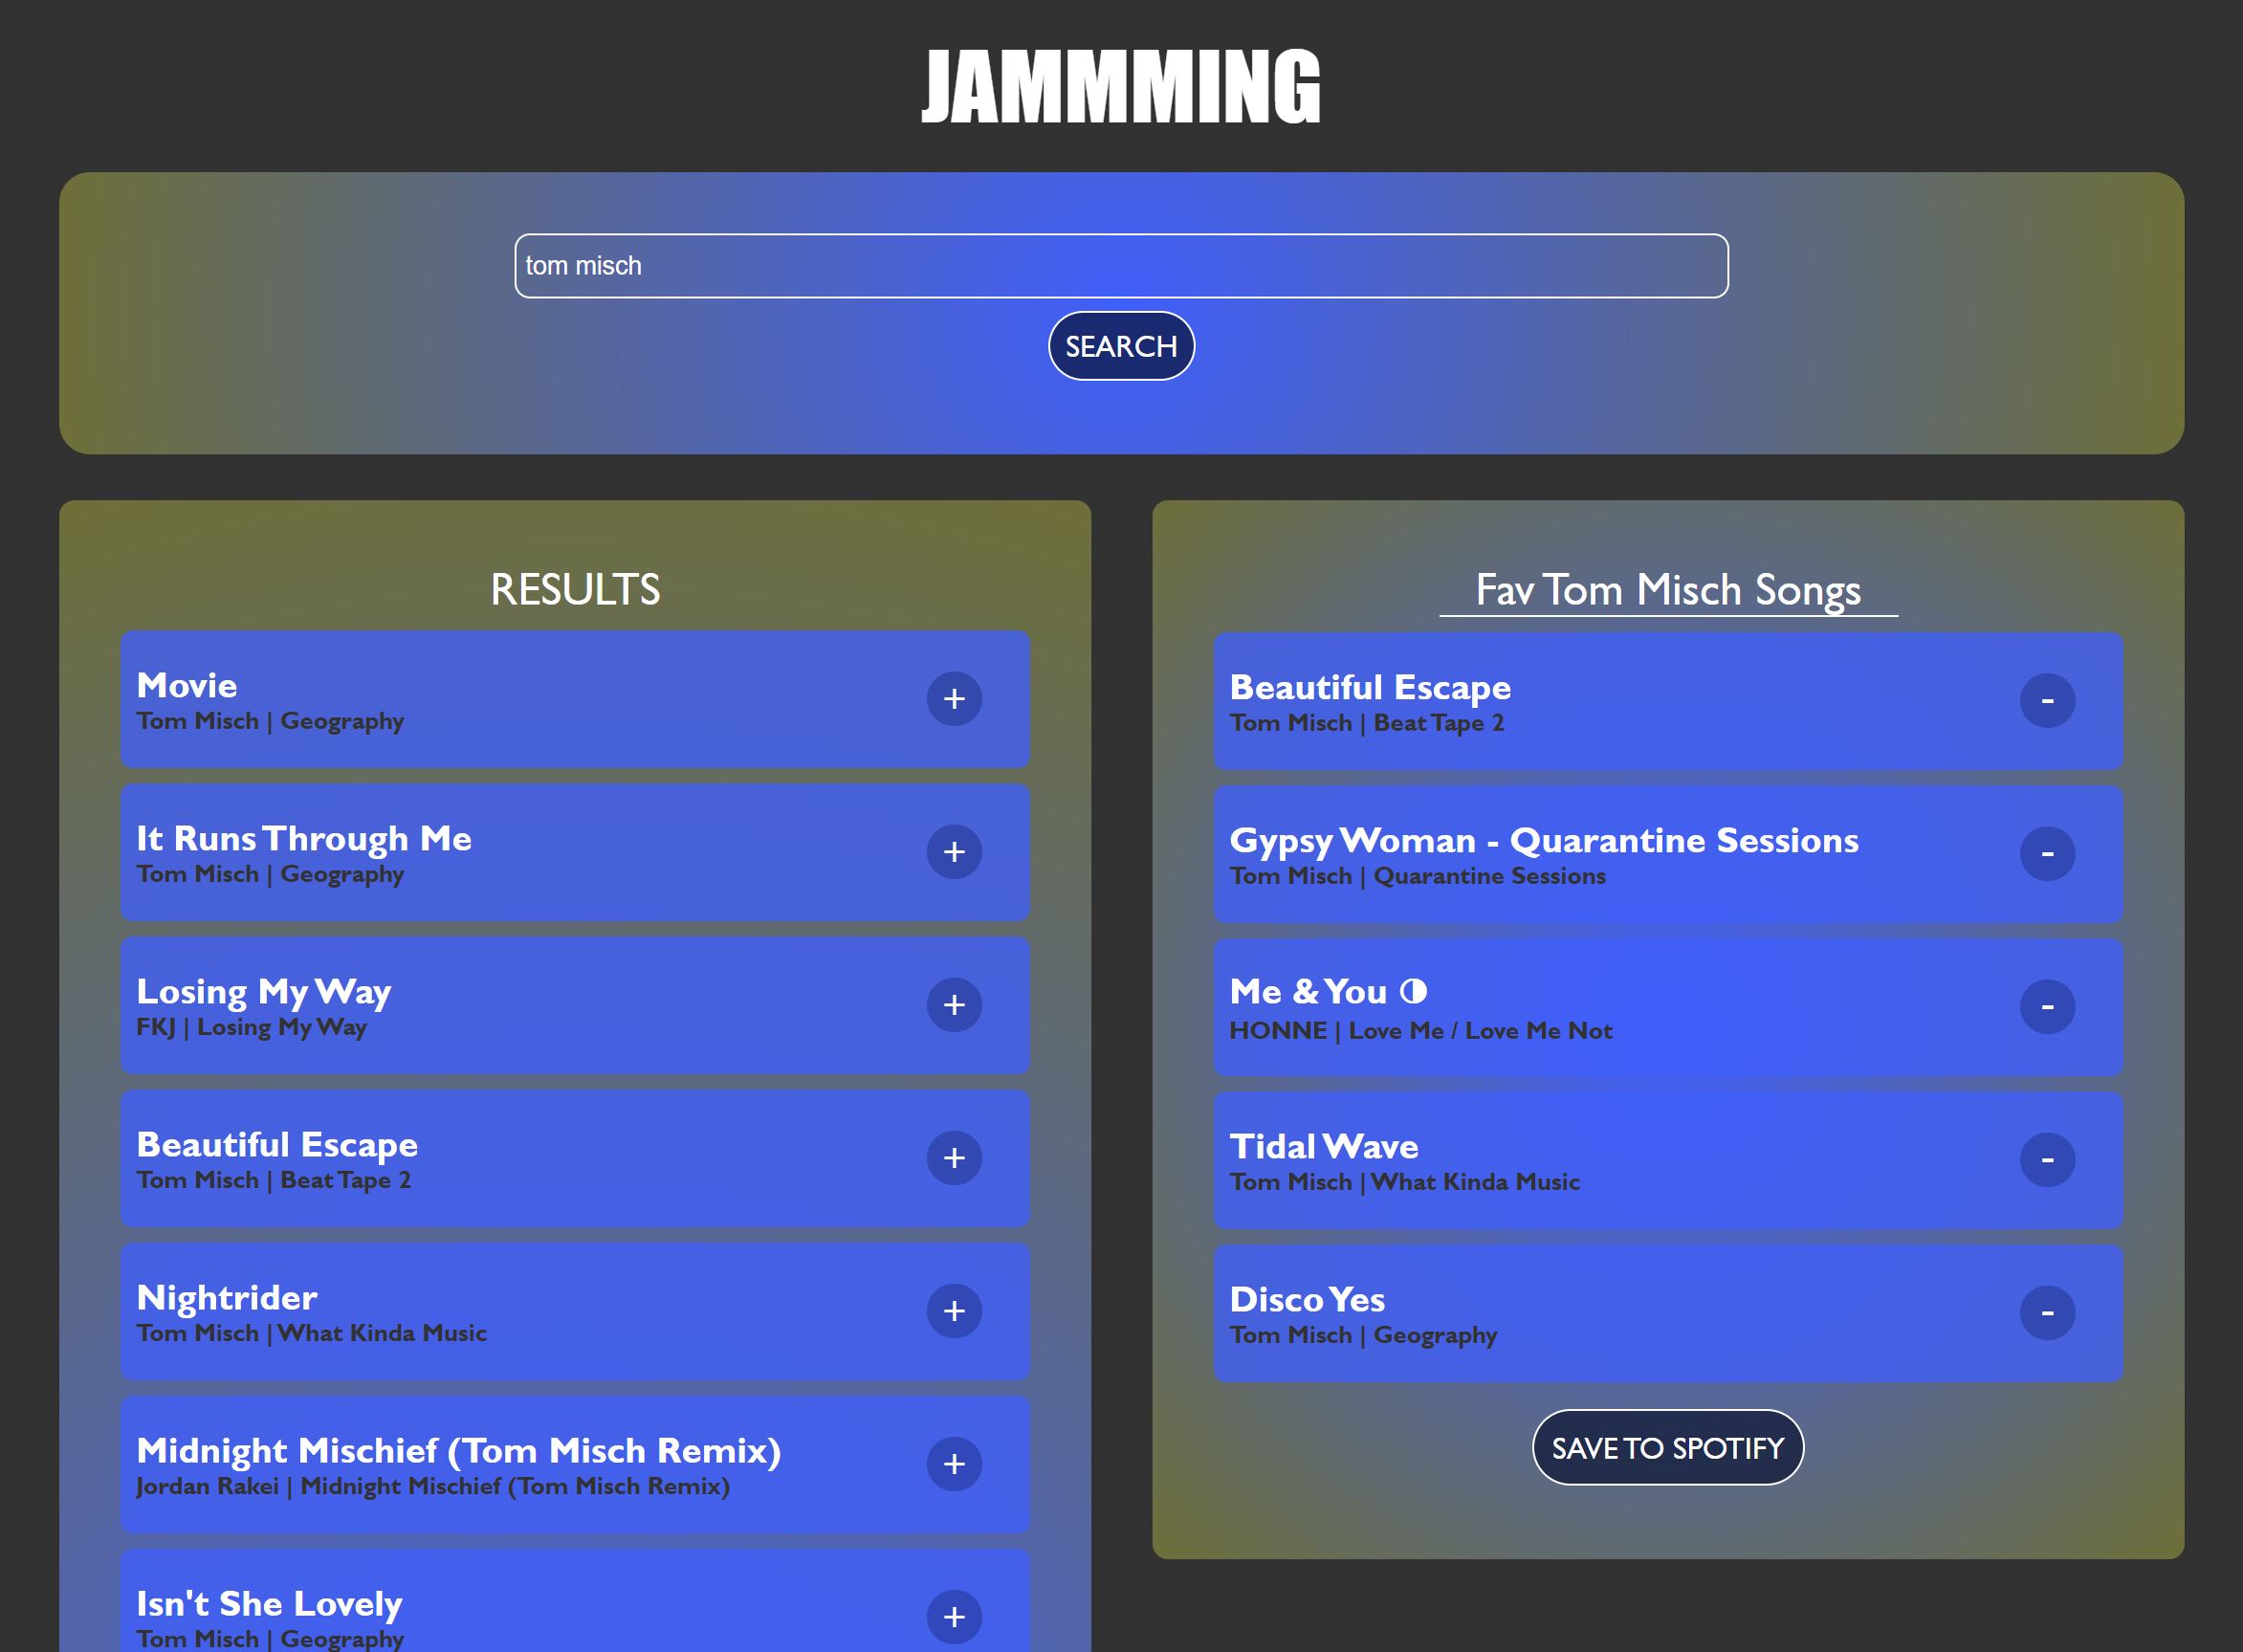 JAMMMING
tom misch
SEARCH
RESULTS
Movie
Tom Misch | Geography
+
It Runs Through Me
Tom Misch | Geography
+
Losing My Way
FKJ | Losing My Way
+
Beautiful Escape
Tom Misch | Beat Tape 2
+
Nightrider
Tom Misch | What Kinda Music
+
Midnight Mischief (Tom Misch Remix)
Jordan Rakei | Midnight Mischief (Tom Misch Remix)
+
Isn't She Lovely
Tom Misch | Geography
+
Fav Tom Misch Songs
Beautiful Escape
Tom Misch | Beat Tape 2
-
Gypsy Woman - Quarantine Sessions
Tom Misch | Quarantine Sessions
-
Me & You ◑
HONNE | Love Me / Love Me Not
-
Tidal Wave
Tom Misch | What Kinda Music
-
Disco Yes
Tom Misch | Geography
-
SAVE TO SPOTIFY